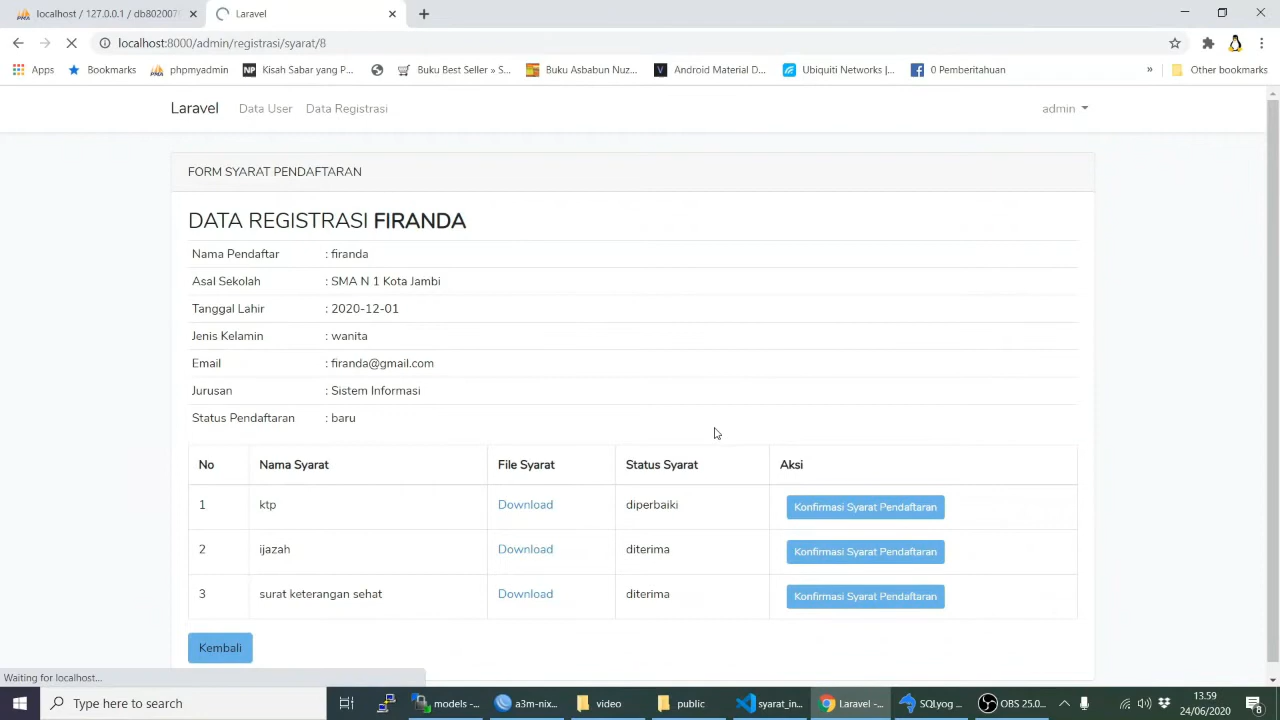 localhost / 127.0.0.1 / db802007
Laravel
localhost:8000/admin/registrasi/syarat/8
Apps
Bookmarks
phpmyadmin
NP
Kisah Sabar yang P...
Buku Best Seller » S...
Buku Asbabun Nuz...
V
Android Material D...
Ubiquiti Networks |...
0 Pemberitahuan
»
Other bookmarks
Laravel
Data User
Data Registrasi
admin
FORM SYARAT PENDAFTARAN
DATA REGISTRASI FIRANDA
Nama Pendaftar : firanda
Asal Sekolah : SMA N 1 Kota Jambi
Tanggal Lahir : 2020-12-01
Jenis Kelamin : wanita
Email : firanda@gmail.com
Jurusan : Sistem Informasi
Status Pendaftaran : baru
No Nama Syarat File Syarat Status Syarat Aksi
1 ktp Download diperbaiki Konfirmasi Syarat Pendaftaran
2 ijazah Download diterima Konfirmasi Syarat Pendaftaran
3 surat keterangan sehat Download diterima Konfirmasi Syarat Pendaftaran
Kembali
Waiting for localhost...
Type here to search
models -...
a3m-nix...
video
public
syarat_in...
Laravel -...
SQLyog ...
OBS 25.0...
13.59
24/06/2020
8